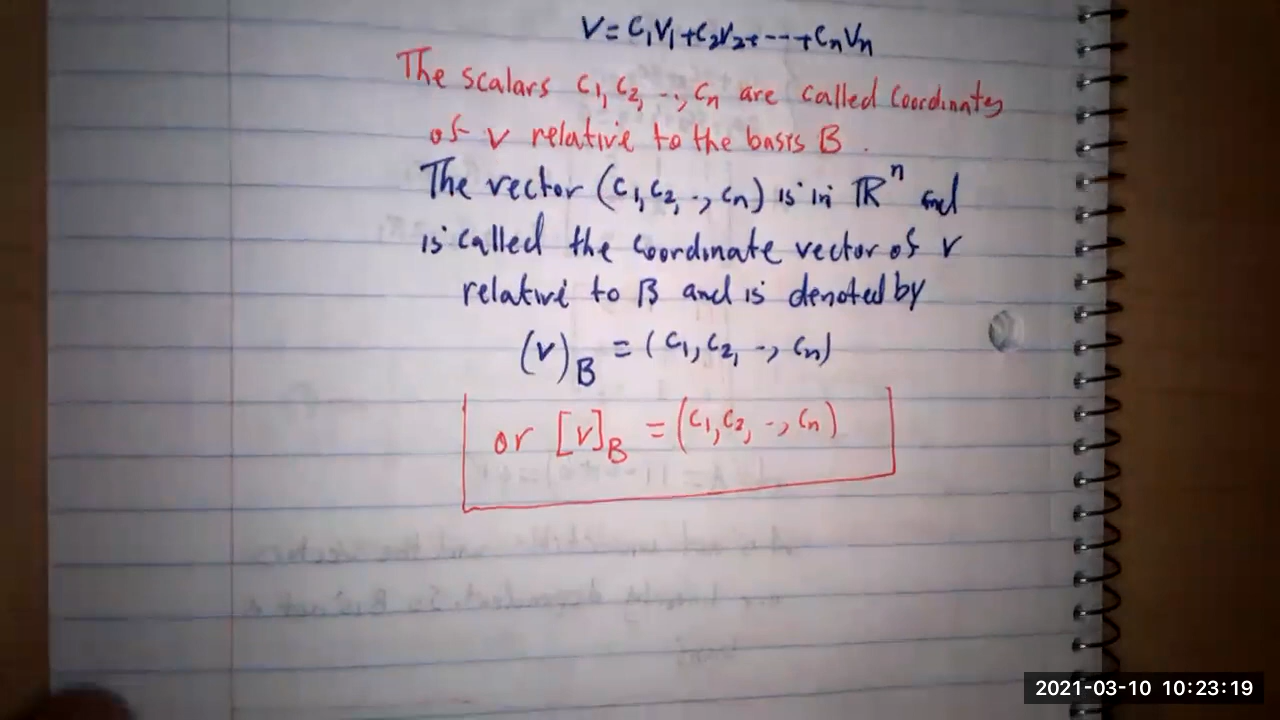 V = C₁V₁ + C₂V₂ + --- + CₙVₙ
The scalars C₁, C₂, .., Cₙ are called Coordinates
of v relative to the basis B.
The vector (C₁, C₂, .., Cₙ) is in ℝⁿ and
is called the coordinate vector of v
relative to B and is denoted by
(v)_B = (C₁, C₂, .., Cₙ)
or [v]_B = (C₁, C₂, .., Cₙ)
2021-03-10 10:23:19